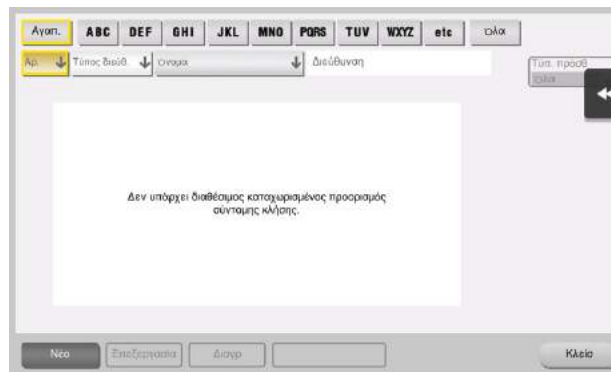 Αγαπ. ABC DEF GHI JKL MNO PQRS TUV WXYZ etc Όλα
Αρ. Τύπος διεύθ. Όνομα Διεύθυνση
Τύπ. προσθ
Όλα
Δεν υπάρχει διαθέσιμος καταχωρισμένος προορισμός
σύντομης κλήσης.
Νέο Επεξεργασία Διαγρ Κλείσ